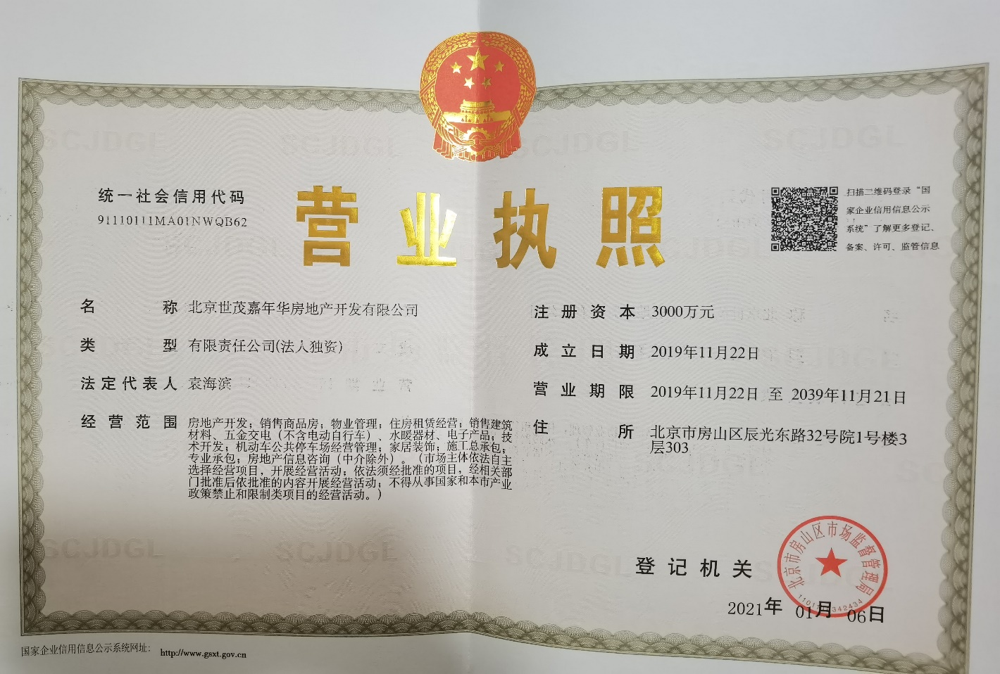 统一社会信用代码
91110111MA01NWQB62
营业执照
扫描二维码登录“国
家企业信用信息公示
系统”了解更多登记、
备案、许可、监管信息
名称 北京世茂嘉年华房地产开发有限公司
类型 有限责任公司(法人独资)
法定代表人 袁海滨
经营范围 房地产开发；销售商品房；物业管理；住房租赁经营；销售建筑
材料、五金交电（不含电动自行车）、水暖器材、电子产品；技
术开发；机动车公共停车场经营管理；家居装饰；施工总承包；
专业承包；房地产信息咨询（中介除外）。（市场主体依法自主
选择经营项目，开展经营活动；依法须经批准的项目，经相关部
门批准后依批准的内容开展经营活动；不得从事国家和本市产业
政策禁止和限制类项目的经营活动。）
注册资本 3000万元
成立日期 2019年11月22日
营业期限 2019年11月22日 至 2039年11月21日
住所 北京市房山区辰光东路32号院1号楼3
层303
登记机关
北京市房山区市场监督管理局
2021年 01月 06日
国家企业信用信息公示系统网址： http://www.gsxt.gov.cn
SCJDGL